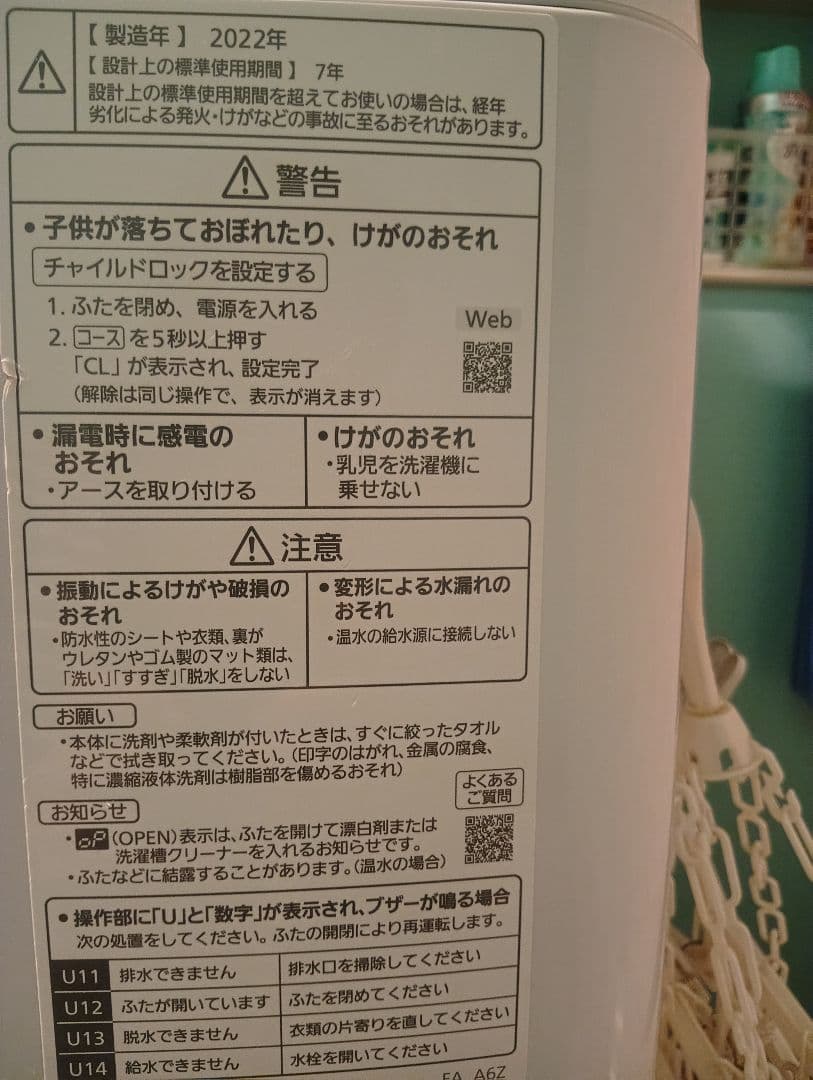 【 製造年 】 2022年
【 設計上の標準使用期間 】 7年
設計上の標準使用期間を超えてお使いの場合は、経年
劣化による発火・けがなどの事故に至るおそれがあります。
警告
• 子供が落ちておぼれたり、けがのおそれ
チャイルドロックを設定する
1. ふたを閉め、電源を入れる
2. コース を5秒以上押す
「CL」が表示され、設定完了
（解除は同じ操作で、表示が消えます）
Web
• 漏電時に感電の
おそれ
・アースを取り付ける
• けがのおそれ
・乳児を洗濯機に
乗せない
注意
• 振動によるけがや破損の
おそれ
・防水性のシートや衣類、裏が
ウレタンやゴム製のマット類は、
「洗い」「すすぎ」「脱水」をしない
• 変形による水漏れの
おそれ
・温水の給水源に接続しない
お願い
・本体に洗剤や柔軟剤が付いたときは、すぐに絞ったタオル
などで拭き取ってください。（印字のはがれ、金属の腐食、
特に濃縮液体洗剤は樹脂部を傷めるおそれ）
よくある
ご質問
お知らせ
・oP（OPEN）表示は、ふたを開けて漂白剤または
洗濯槽クリーナーを入れるお知らせです。
・ふたなどに結露することがあります。（温水の場合）
• 操作部に「U」と「数字」が表示され、ブザーが鳴る場合
次の処置をしてください。ふたの開閉により再運転します。
U11 排水できません 排水口を掃除してください
U12 ふたが開いています ふたを閉めてください
U13 脱水できません 衣類の片寄りを直してください
U14 給水できません 水栓を開いてください
FA A6Z